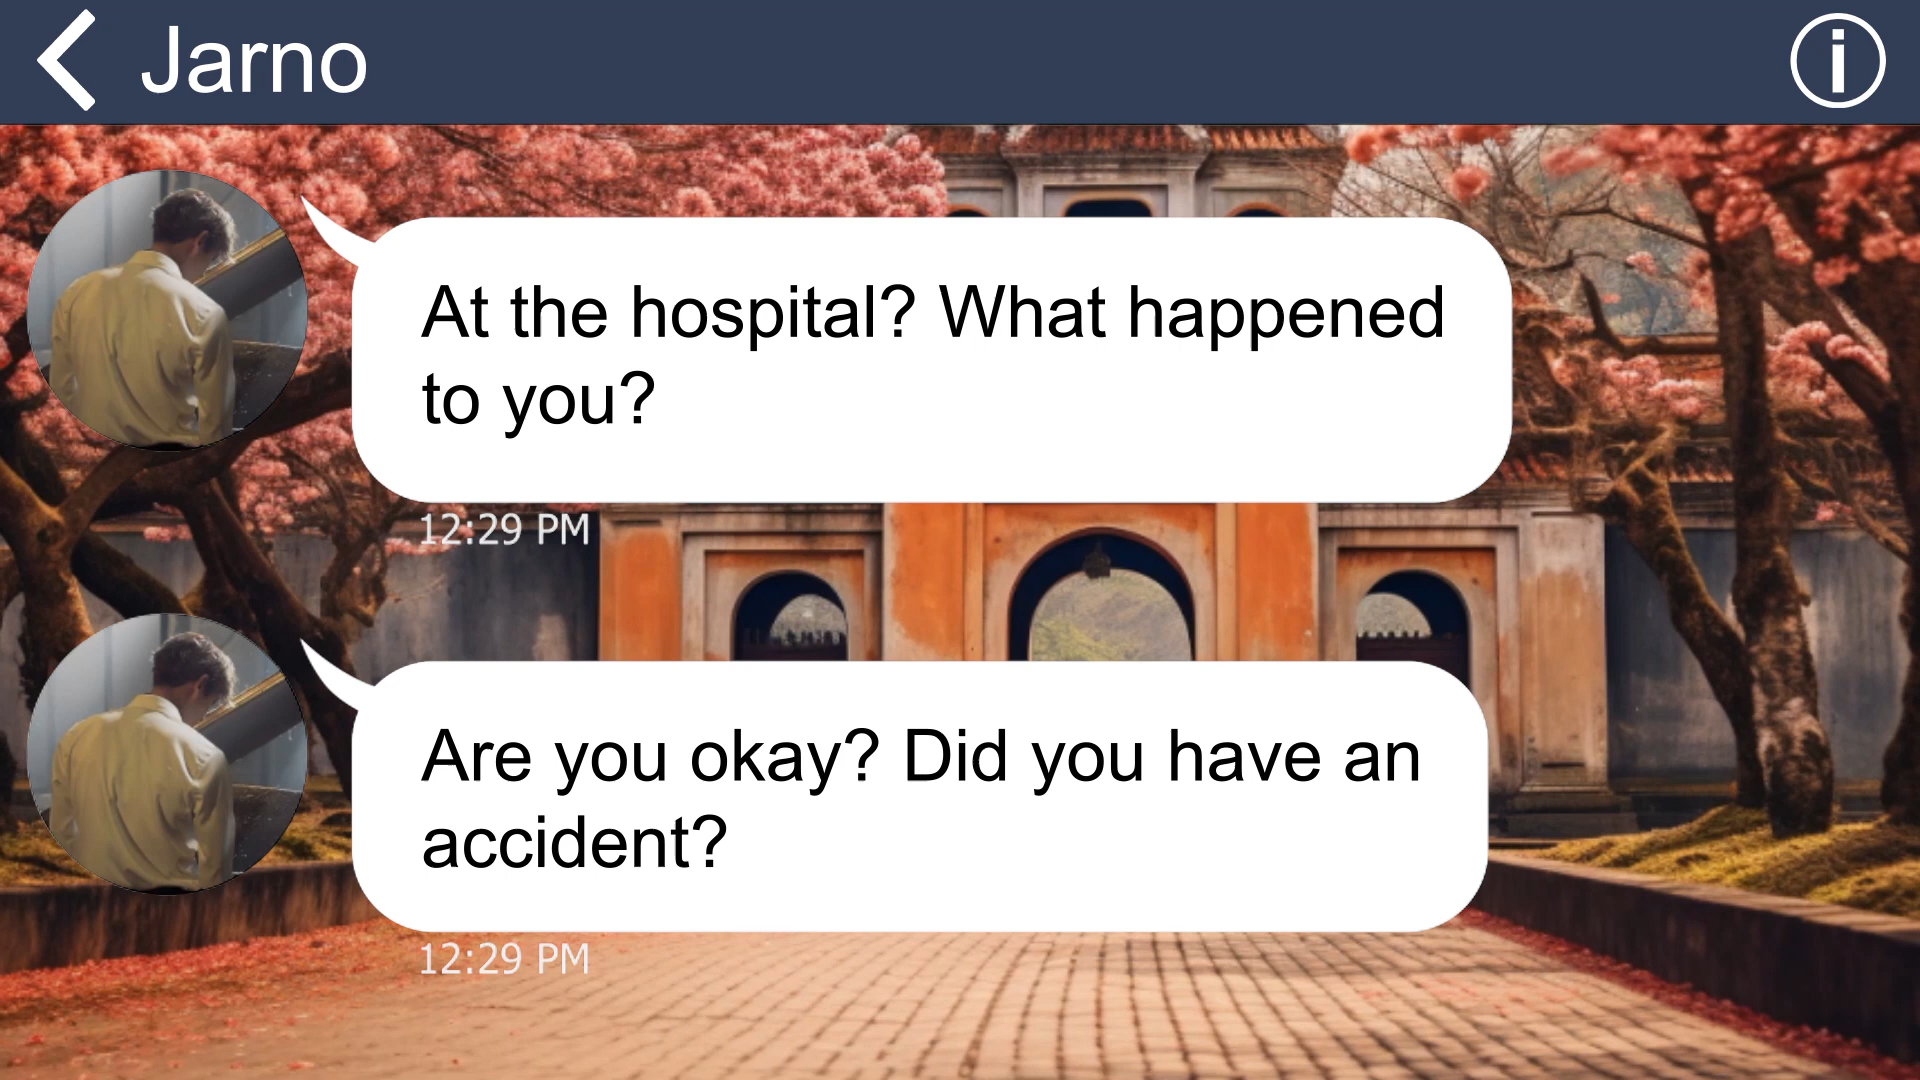 Jarno
At the hospital? What happened
to you?
12:29 PM
Are you okay? Did you have an
accident?
12:29 PM